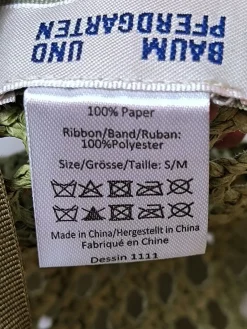 BAUM
UND
PFERDGARTEN
100% Paper
Ribbon/Band/Ruban:
100%Polyester
Size/Grösse/Taille: S/M
Made in China/Hergestellt in China
Fabriqué en Chine
Dessin 1111